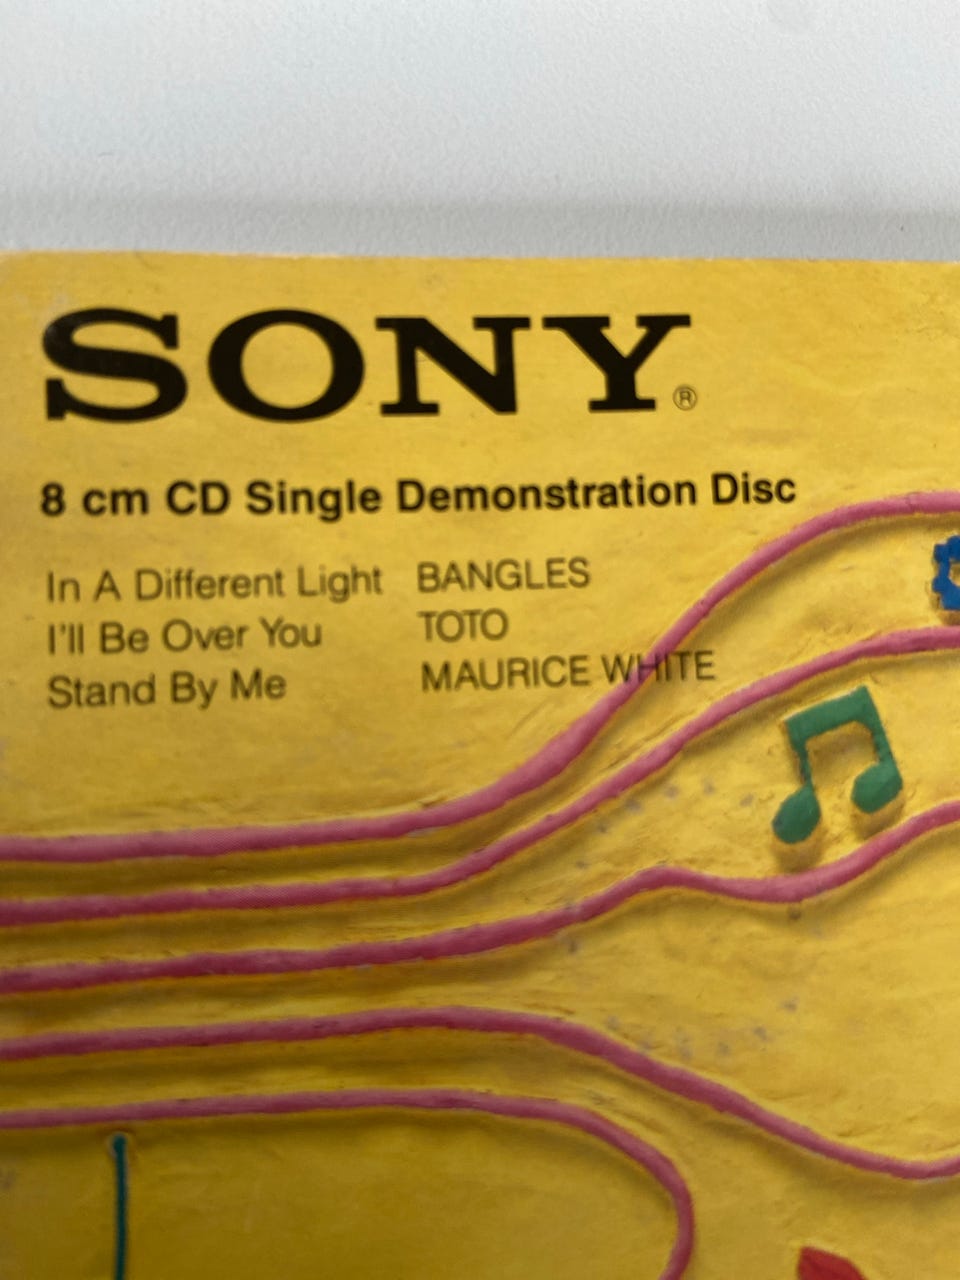 SONY®
8 cm CD Single Demonstration Disc
In A Different Light BANGLES
I'll Be Over You TOTO
Stand By Me MAURICE WHITE